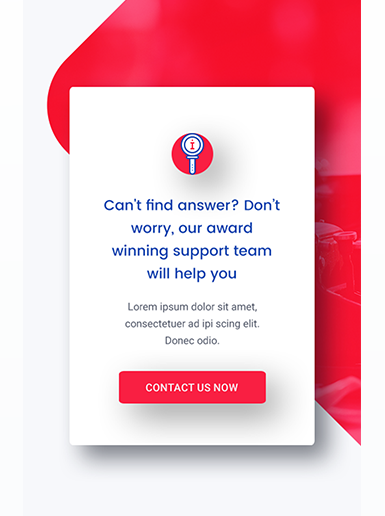 Can't find answer? Don't
worry, our award
winning support team
will help you
Lorem ipsum dolor sit amet,
consectetuer ad ipi scing elit.
Donec odio.
CONTACT US NOW